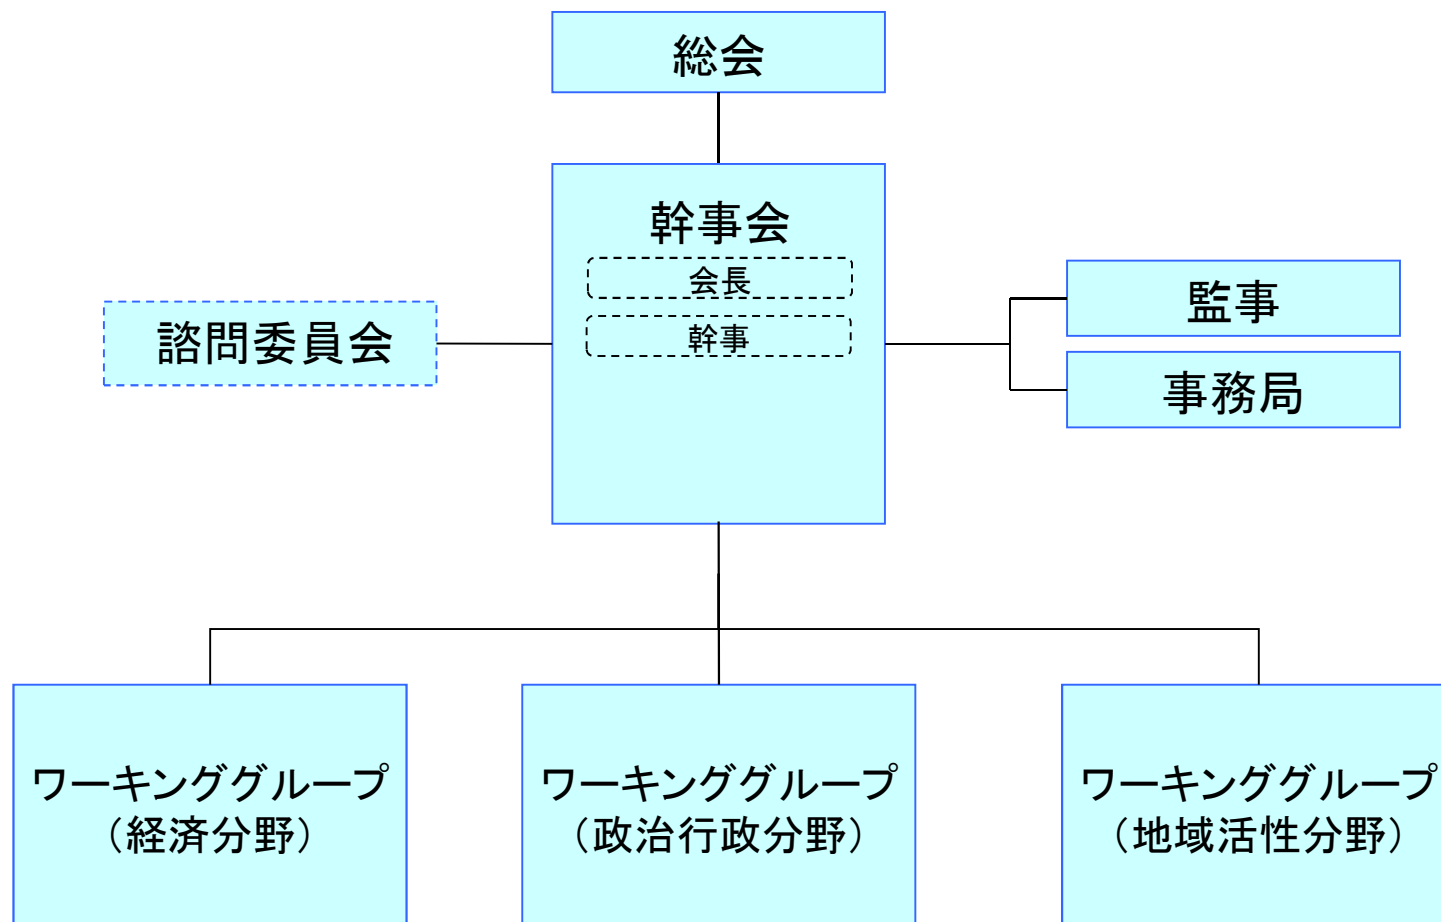 総会
幹事会
会長
幹事
諮問委員会
監事
事務局
ワーキンググループ
（経済分野）
ワーキンググループ
（政治行政分野）
ワーキンググループ
（地域活性分野）